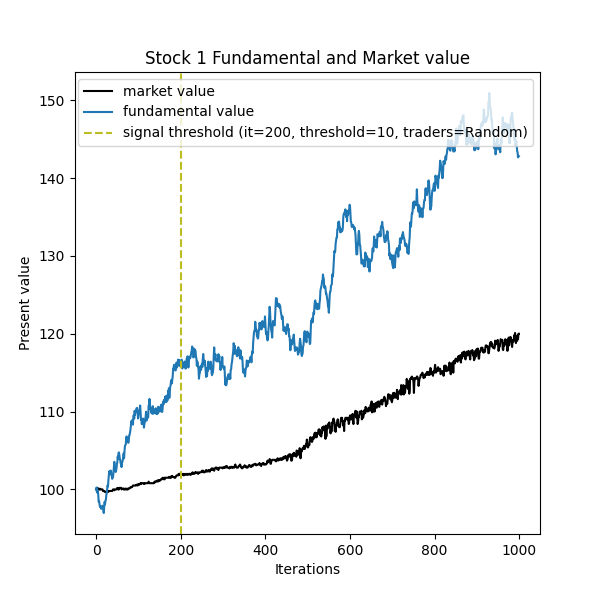 Stock 1 Fundamental and Market value
market value
fundamental value
signal threshold (it=200, threshold=10, traders=Random)
150
140
130
120
110
100
Present value
0 200 400 600 800 1000
Iterations